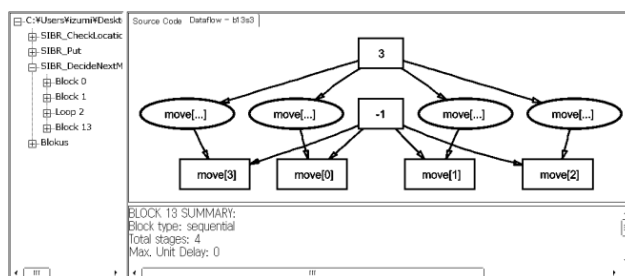 C:¥Users¥izumi¥Deskt
SIBR_CheckLocatic
SIBR_Put
SIBR_DecideNextM
Block 0
Block 1
Loop 2
Block 13
Blokus
Source Code Dataflow - b13s3
3
move[...] move[...] -1 move[...] move[...]
move[3] move[0] move[1] move[2]
BLOCK 13 SUMMARY:
Block type: sequential
Total stages: 4
Max. Unit Delay: 0